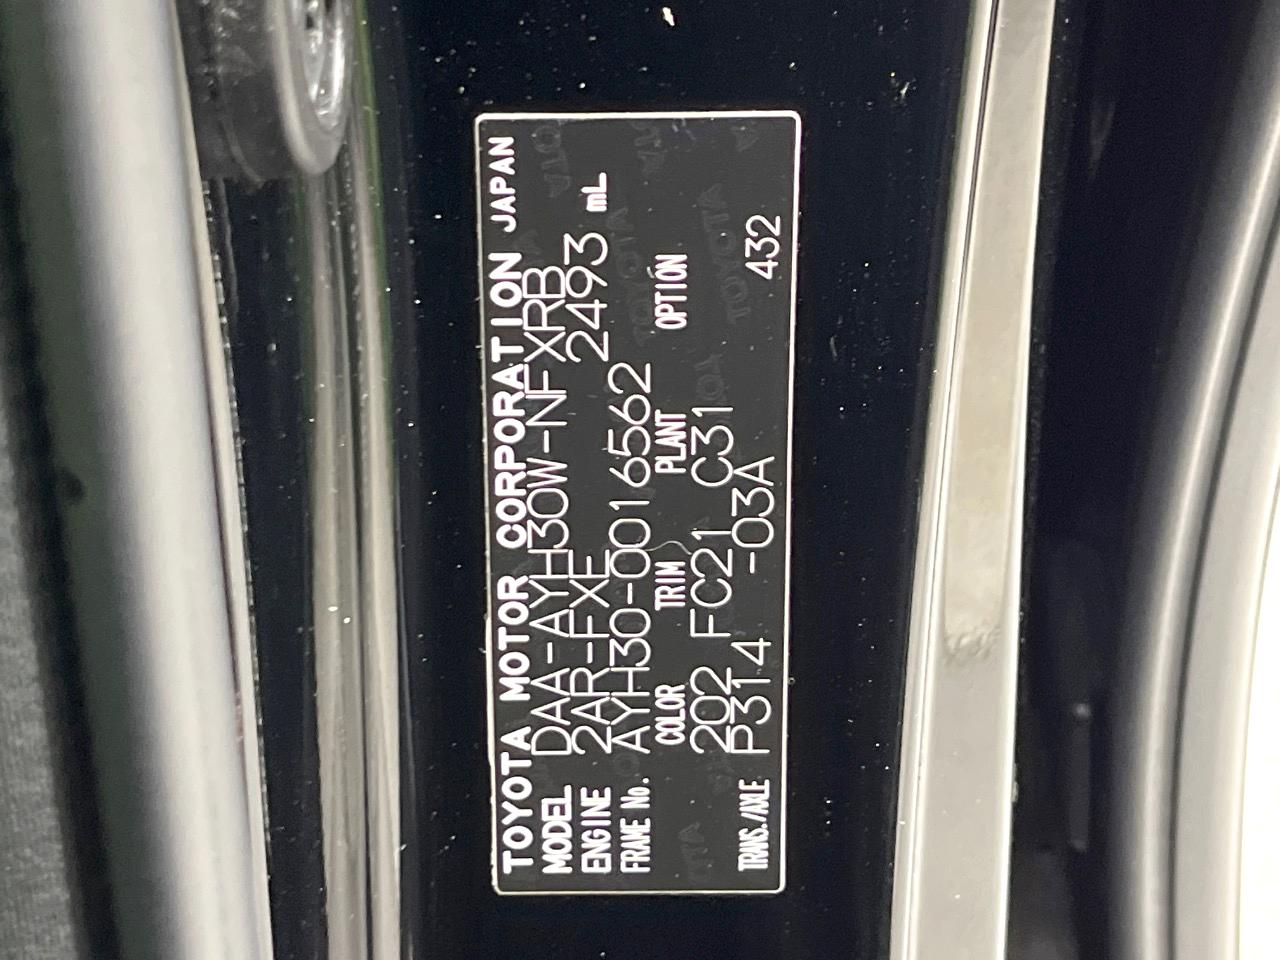 TOYOTA MOTOR CORPORATION JAPAN
MODEL DAA-AYH30W-NFXRB
ENGINE 2AR-FXE 2493 mL
FRAME No. AYH30-0016562
COLOR TRIM PLANT OPTION
202 FC21 C31
TRANS./AXLE P314 -03A 432